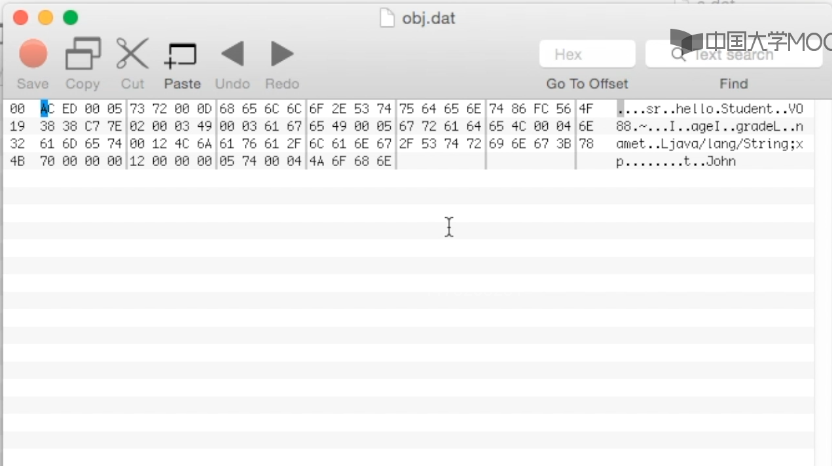 obj.dat
中国大学MOO
Hex
Text search
Save Copy Cut Paste Undo Redo
Go To Offset
Find
00 AC ED 00 05 73 72 00 0D 68 65 6C 6C 6F 2E 53 74 75 64 65 6E 74 86 FC 56 4F ....sr..hello.Student..VO
19 38 38 C7 7E 02 00 03 49 00 03 61 67 65 49 00 05 67 72 61 64 65 4C 00 04 6E 88.~...I..ageI..gradeL..n
32 61 6D 65 74 00 12 4C 6A 61 76 61 2F 6C 61 6E 67 2F 53 74 72 69 6E 67 3B 78 amet..Ljava/lang/String;x
4B 70 00 00 00 12 00 00 00 05 74 00 04 4A 6F 68 6E p........t..John